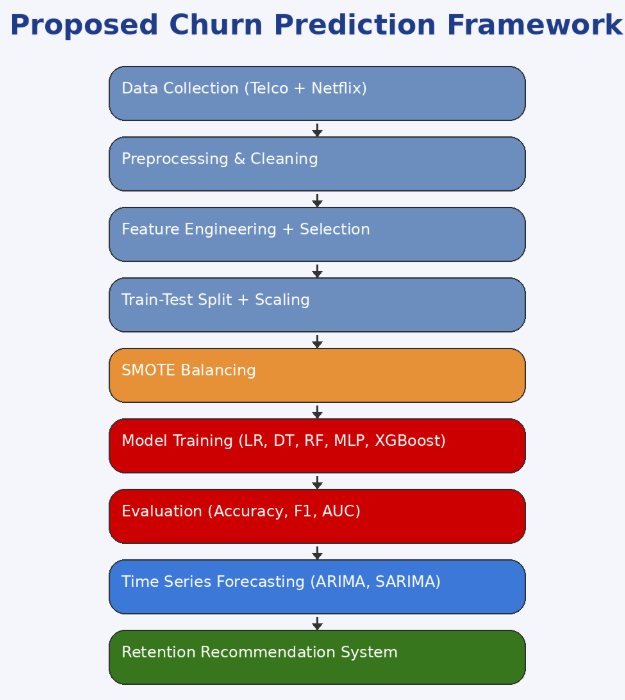 Proposed Churn Prediction Framework
Data Collection (Telco + Netflix)
Preprocessing & Cleaning
Feature Engineering + Selection
Train-Test Split + Scaling
SMOTE Balancing
Model Training (LR, DT, RF, MLP, XGBoost)
Evaluation (Accuracy, F1, AUC)
Time Series Forecasting (ARIMA, SARIMA)
Retention Recommendation System